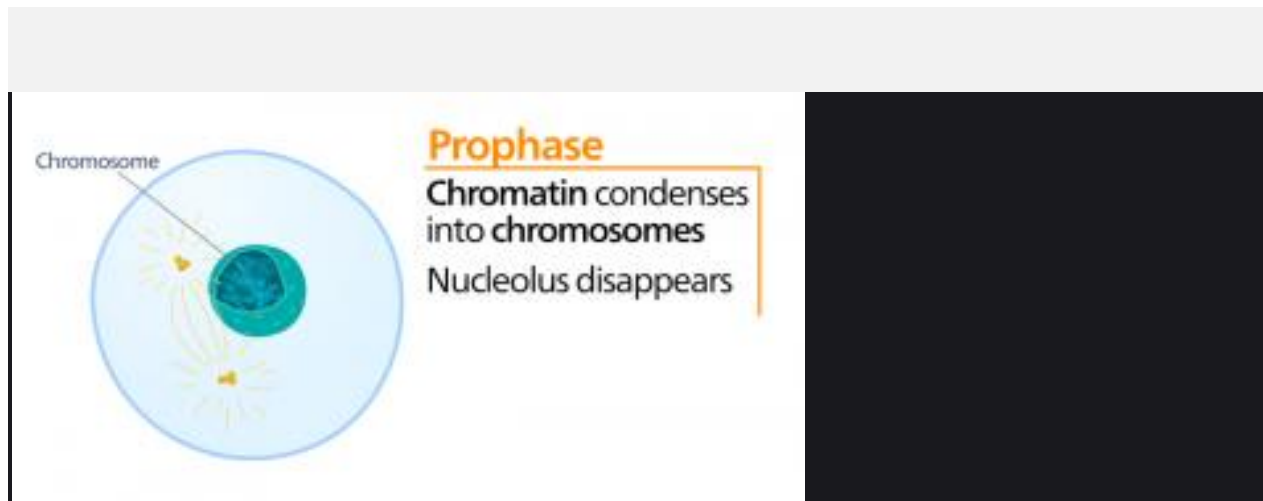 Chromosome
Prophase
Chromatin condenses
into chromosomes
Nucleolus disappears